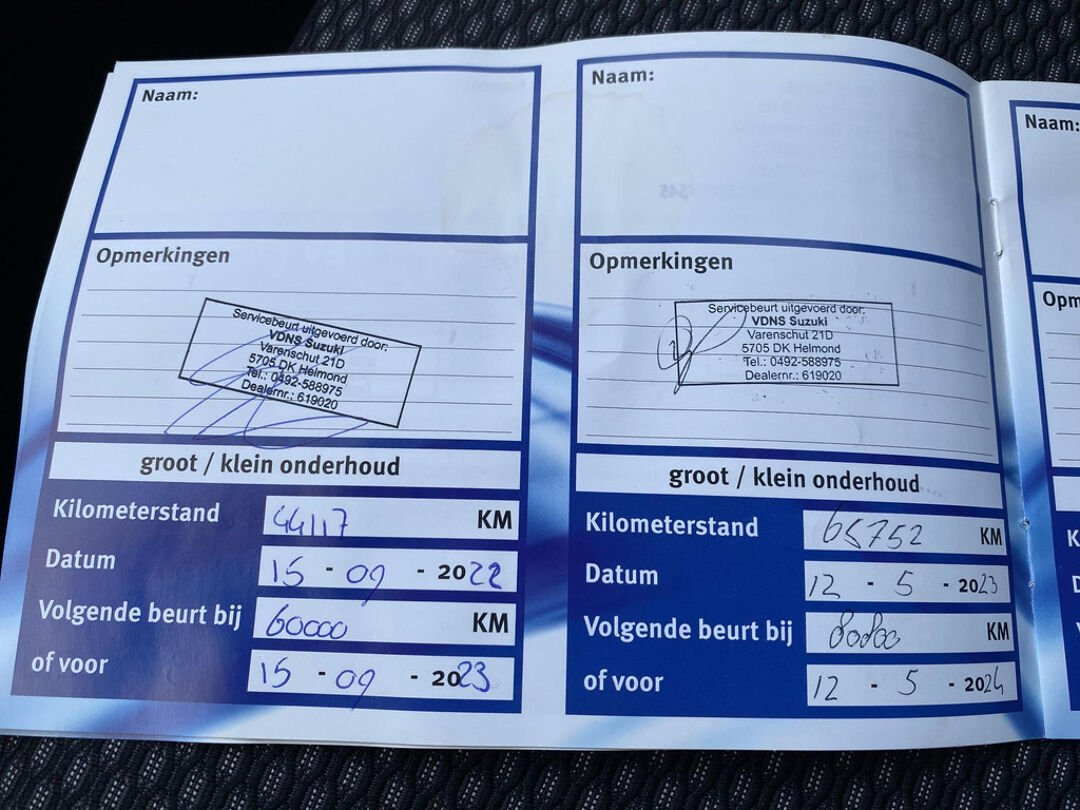 Naam:
Opmerkingen
Servicebeurt uitgevoerd door:
VDNS Suzuki
Varenschut 21D
5705 DK Helmond
Tel.: 0492-588975
Dealernr.: 619020
groot / klein onderhoud
Kilometerstand 44117 KM
Datum 15 - 09 - 2022
Volgende beurt bij 60000 KM
of voor 15 - 09 - 2023
Naam:
Opmerkingen
Servicebeurt uitgevoerd door:
VDNS Suzuki
Varenschut 21D
5705 DK Helmond
Tel.: 0492-588975
Dealernr.: 619020
groot / klein onderhoud
Kilometerstand 65752 KM
Datum 12 - 5 - 2023
Volgende beurt bij KM
of voor 12 - 5 - 2024
Naam:
Opm
K